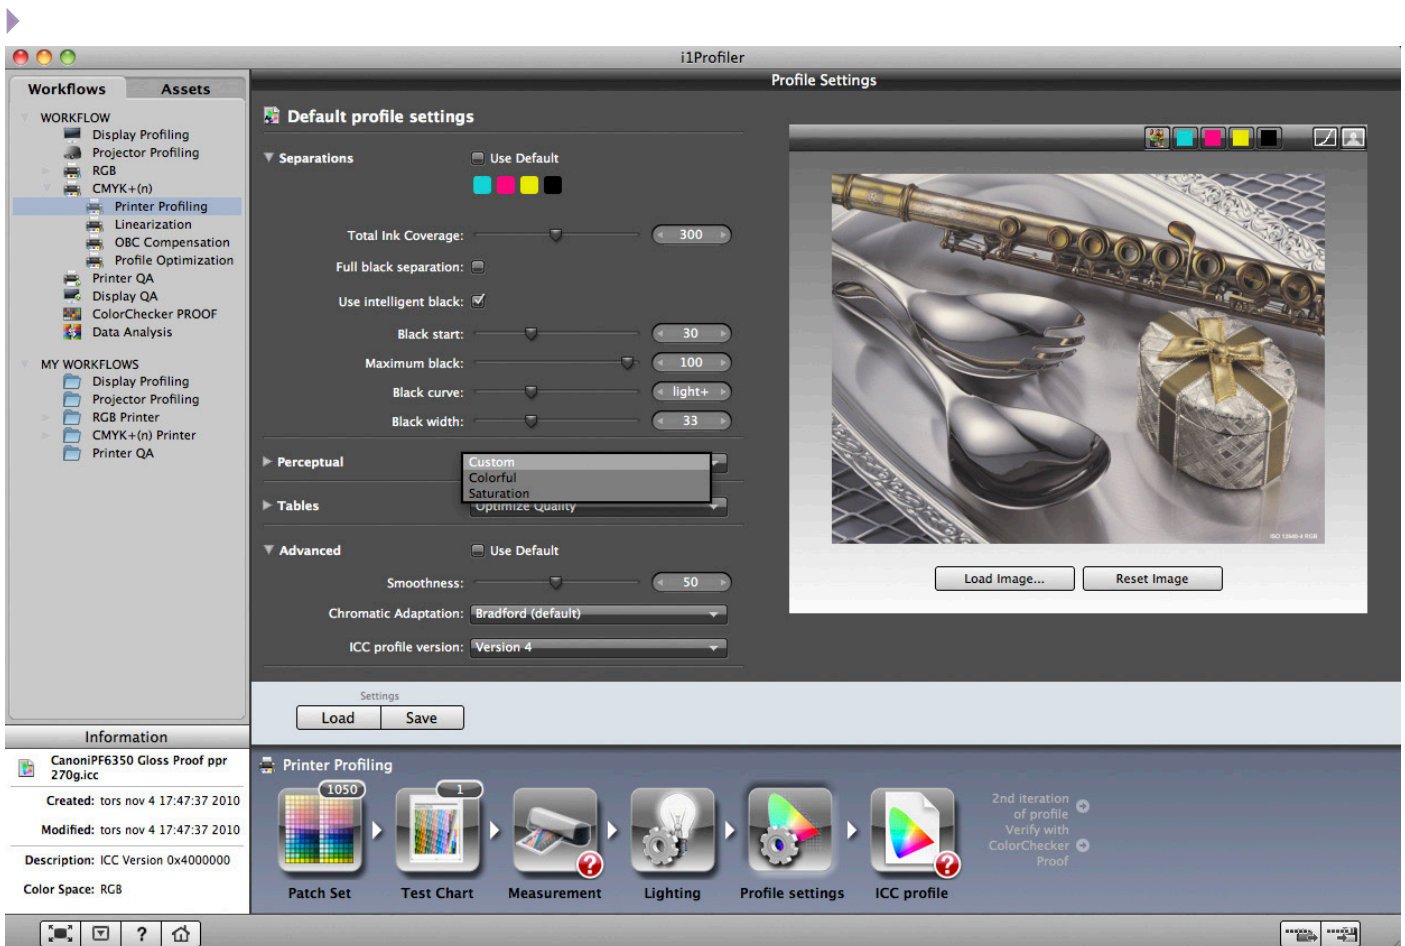 i1Profiler
Workflows
Assets
WORKFLOW
Display Profiling
Projector Profiling
RGB
CMYK+(n)
Printer Profiling
Linearization
OBC Compensation
Profile Optimization
Printer QA
Display QA
ColorChecker PROOF
Data Analysis
MY WORKFLOWS
Display Profiling
Projector Profiling
RGB Printer
CMYK+(n) Printer
Printer QA
Information
CanoniPF6350 Gloss Proof ppr
270g.icc
Created: tors nov 4 17:47:37 2010
Modified: tors nov 4 17:47:37 2010
Description: ICC Version 0x4000000
Color Space: RGB
?
Profile Settings
Default profile settings
Separations
Use Default
Total Ink Coverage: 300
Full black separation:
Use intelligent black:
Black start: 30
Maximum black: 100
Black curve: light+
Black width: 33
Perceptual
Custom
Colorful
Saturation
Tables
Optimize Quality
Advanced
Use Default
Smoothness: 50
Chromatic Adaptation: Bradford (default)
ICC profile version: Version 4
ISO 12640-4 RGB
Load Image...
Reset Image
Settings
Load
Save
Printer Profiling
1050
Patch Set
1
Test Chart
?
Measurement
Lighting
Profile settings
?
ICC profile
2nd iteration
of profile
Verify with
ColorChecker
Proof